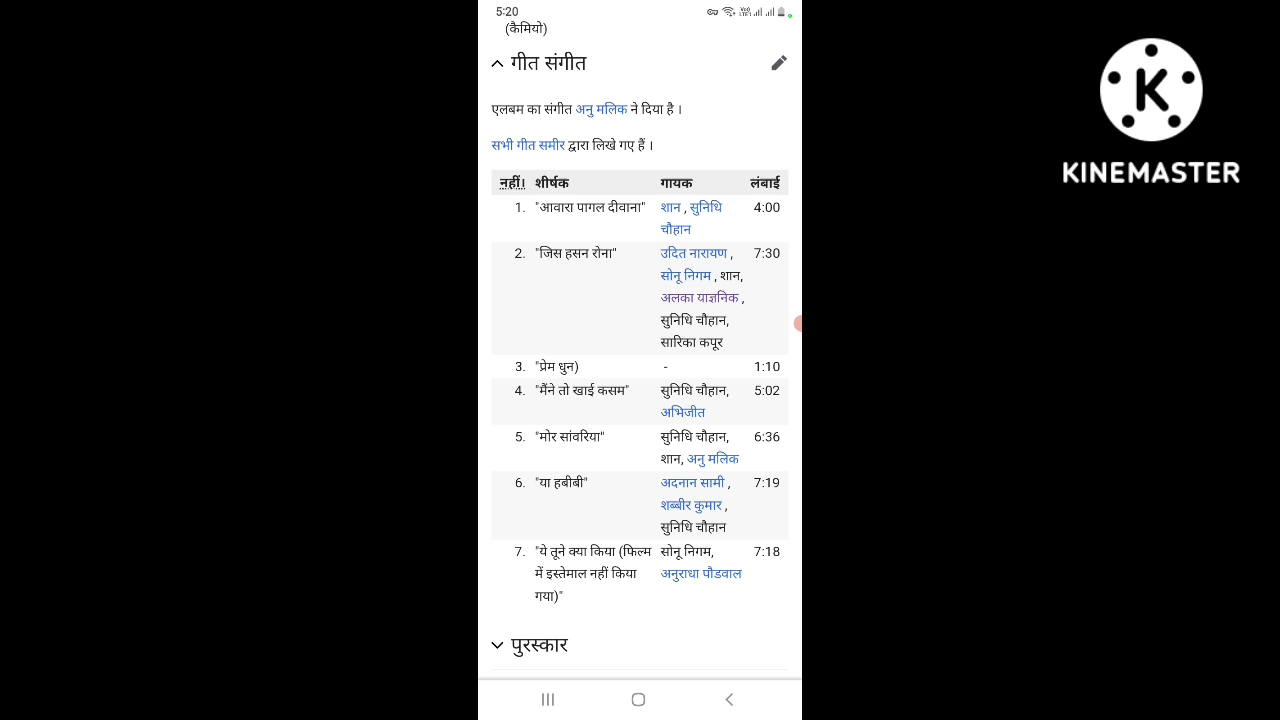 5:20
(कैमियो)
गीत संगीत
एलबम का संगीत अनु मलिक ने दिया है ।
सभी गीत समीर द्वारा लिखे गए हैं ।
नहीं। शीर्षक गायक लंबाई
1. "आवारा पागल दीवाना" शान , सुनिधि 4:00
चौहान
2. "जिस हसन रोना" उदित नारायण , 7:30
सोनू निगम , शान,
अलका याज्ञनिक ,
सुनिधि चौहान,
सारिका कपूर
3. "प्रेम धुन) - 1:10
4. "मैंने तो खाई कसम" सुनिधि चौहान, 5:02
अभिजीत
5. "मोर सांवरिया" सुनिधि चौहान, 6:36
शान, अनु मलिक
6. "या हबीबी" अदनान सामी , 7:19
शब्बीर कुमार ,
सुनिधि चौहान
7. "ये तूने क्या किया (फिल्म सोनू निगम, 7:18
में इस्तेमाल नहीं किया अनुराधा पौडवाल
गया)"
पुरस्कार
K
KINEMASTER